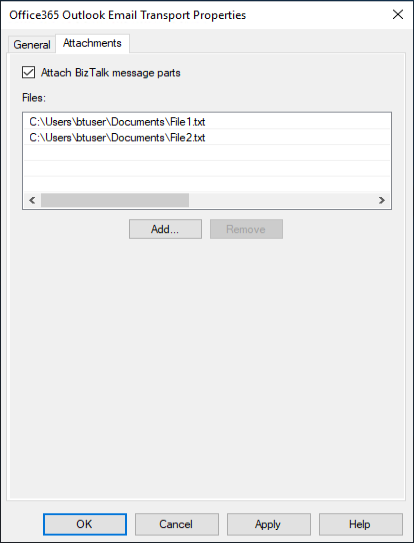 Office365 Outlook Email Transport Properties
General
Attachments
Attach BizTalk message parts
Files:
C:\Users\btuser\Documents\File1.txt
C:\Users\btuser\Documents\File2.txt
Add...
Remove
OK
Cancel
Apply
Help